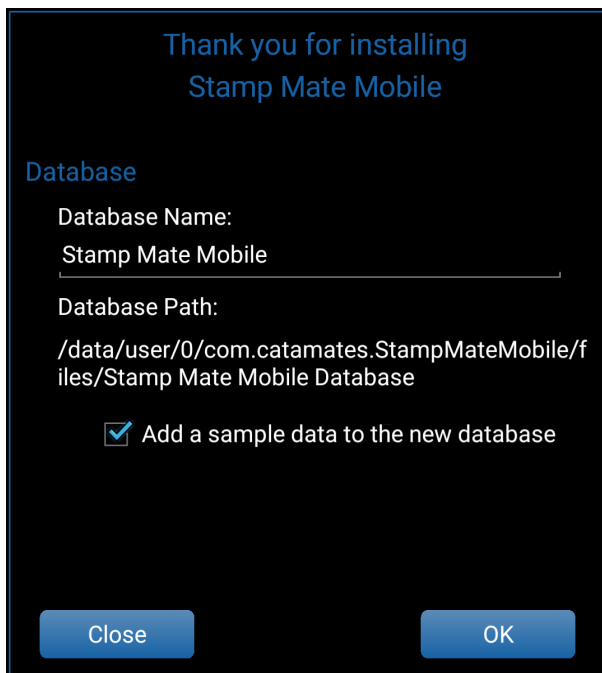 Thank you for installing
Stamp Mate Mobile
Database
Database Name:
Stamp Mate Mobile
Database Path:
/data/user/0/com.catamates.StampMateMobile/f
iles/Stamp Mate Mobile Database
Add a sample data to the new database
Close
OK